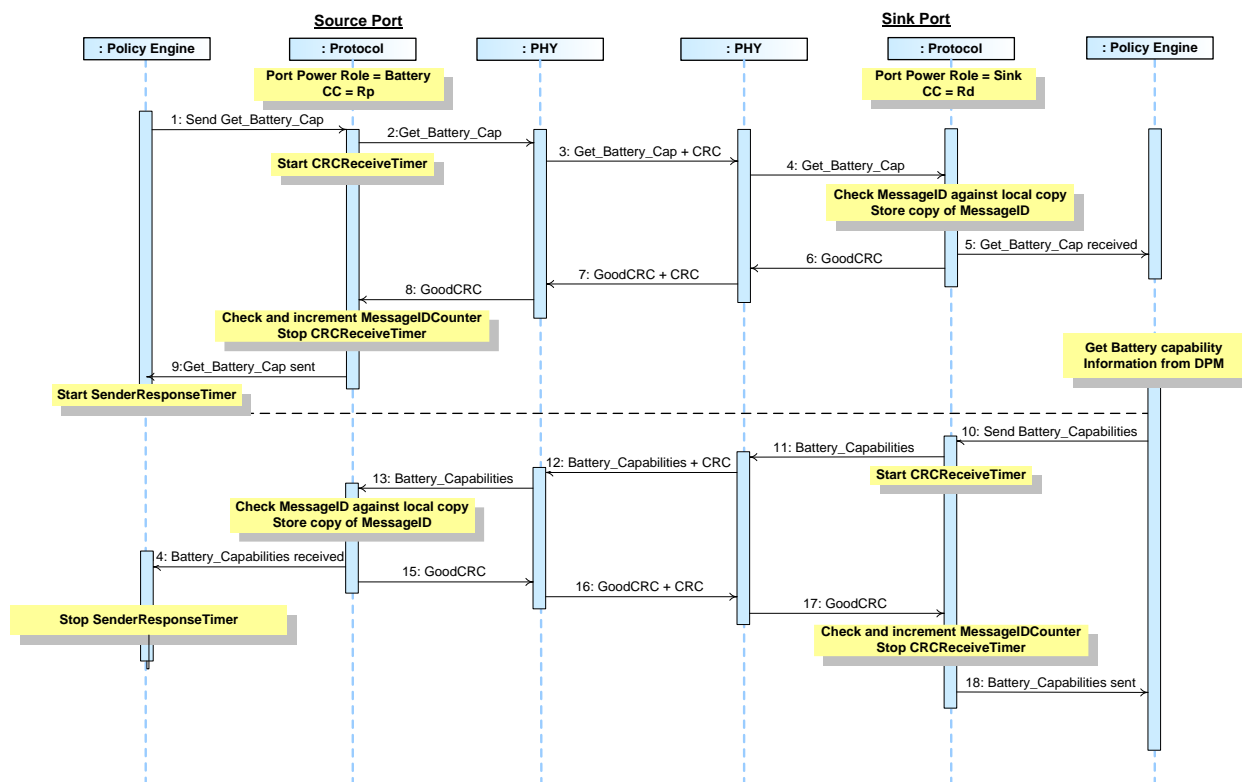 Source Port
Sink Port
: Policy Engine
: Protocol
: PHY
: PHY
: Protocol
: Policy Engine
Port Power Role = Battery
CC = Rp
Port Power Role = Sink
CC = Rd
1: Send Get_Battery_Cap
2:Get_Battery_Cap
Start CRCReceiveTimer
3: Get_Battery_Cap + CRC
4: Get_Battery_Cap
Check MessageID against local copy
Store copy of MessageID
5: Get_Battery_Cap received
6: GoodCRC
7: GoodCRC + CRC
8: GoodCRC
Check and increment MessageIDCounter
Stop CRCReceiveTimer
9:Get_Battery_Cap sent
Start SenderResponseTimer
Get Battery capability
Information from DPM
10: Send Battery_Capabilities
11: Battery_Capabilities
Start CRCReceiveTimer
12: Battery_Capabilities + CRC
13: Battery_Capabilities
Check MessageID against local copy
Store copy of MessageID
4: Battery_Capabilities received
15: GoodCRC
16: GoodCRC + CRC
17: GoodCRC
Stop SenderResponseTimer
Check and increment MessageIDCounter
Stop CRCReceiveTimer
18: Battery_Capabilities sent